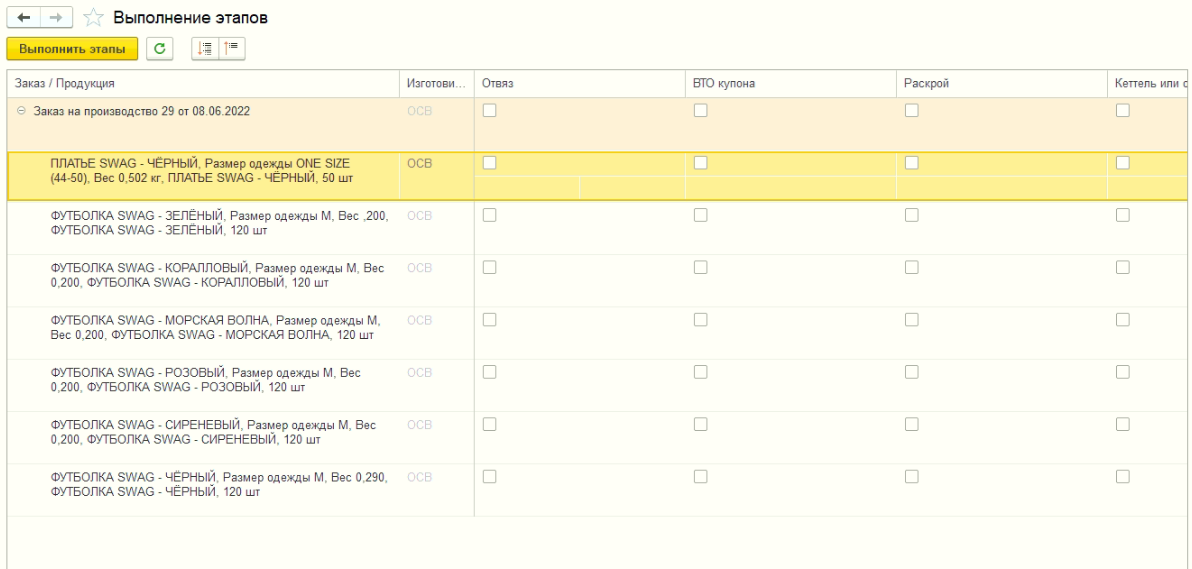 Выполнение этапов
Выполнить этапы
Заказ / Продукция Изготови... Отвяз ВТО купона Раскрой Кеттель или о
Заказ на производство 29 от 08.06.2022 ОСВ
ПЛАТЬЕ SWAG - ЧЁРНЫЙ, Размер одежды ONE SIZE ОСВ
(44-50), Вес 0,502 кг, ПЛАТЬЕ SWAG - ЧЁРНЫЙ, 50 шт
ФУТБОЛКА SWAG - ЗЕЛЁНЫЙ, Размер одежды M, Вес ,200, ОСВ
ФУТБОЛКА SWAG - ЗЕЛЁНЫЙ, 120 шт
ФУТБОЛКА SWAG - КОРАЛЛОВЫЙ, Размер одежды M, Вес ОСВ
0,200, ФУТБОЛКА SWAG - КОРАЛЛОВЫЙ, 120 шт
ФУТБОЛКА SWAG - МОРСКАЯ ВОЛНА, Размер одежды M, ОСВ
Вес 0,200, ФУТБОЛКА SWAG - МОРСКАЯ ВОЛНА, 120 шт
ФУТБОЛКА SWAG - РОЗОВЫЙ, Размер одежды M, Вес ОСВ
0,200, ФУТБОЛКА SWAG - РОЗОВЫЙ, 120 шт
ФУТБОЛКА SWAG - СИРЕНЕВЫЙ, Размер одежды M, Вес ОСВ
0,200, ФУТБОЛКА SWAG - СИРЕНЕВЫЙ, 120 шт
ФУТБОЛКА SWAG - ЧЁРНЫЙ, Размер одежды M, Вес 0,290, ОСВ
ФУТБОЛКА SWAG - ЧЁРНЫЙ, 120 шт